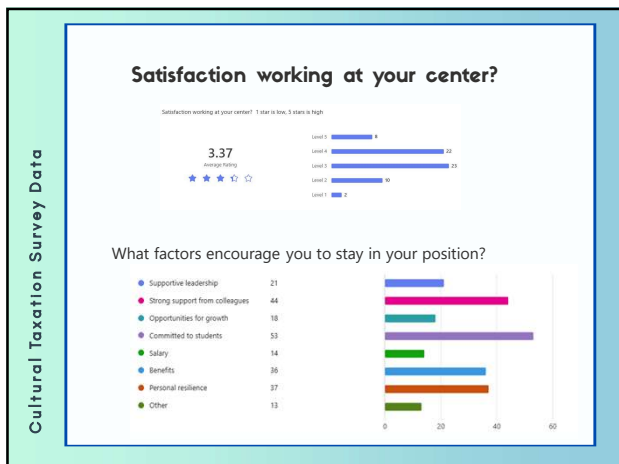 Cultural Taxation Survey Data
Satisfaction working at your center?
Satisfaction working at your center? 1 star is low, 5 stars is high
3.37
Average Rating
Level 5 8
Level 4 22
Level 3 23
Level 2 10
Level 1 2
What factors encourage you to stay in your position?
Supportive leadership 21
Strong support from colleagues 44
Opportunities for growth 18
Committed to students 53
Salary 14
Benefits 36
Personal resilience 37
Other 13
0 20 40 60